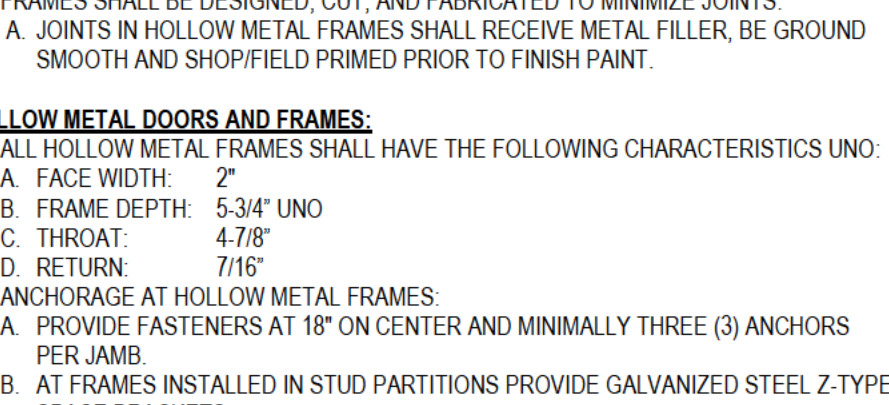 FRAMES SHALL BE DESIGNED, CUT, AND FABRICATED TO MINIMIZE JOINTS.
A. JOINTS IN HOLLOW METAL FRAMES SHALL RECEIVE METAL FILLER, BE GROUND
SMOOTH AND SHOP/FIELD PRIMED PRIOR TO FINISH PAINT.
LLOW METAL DOORS AND FRAMES:
ALL HOLLOW METAL FRAMES SHALL HAVE THE FOLLOWING CHARACTERISTICS UNO:
A. FACE WIDTH: 2"
B. FRAME DEPTH: 5-3/4” UNO
C. THROAT: 4-7/8”
D. RETURN: 7/16”
ANCHORAGE AT HOLLOW METAL FRAMES:
A. PROVIDE FASTENERS AT 18" ON CENTER AND MINIMALLY THREE (3) ANCHORS
PER JAMB.
B. AT FRAMES INSTALLED IN STUD PARTITIONS PROVIDE GALVANIZED STEEL Z-TYPE